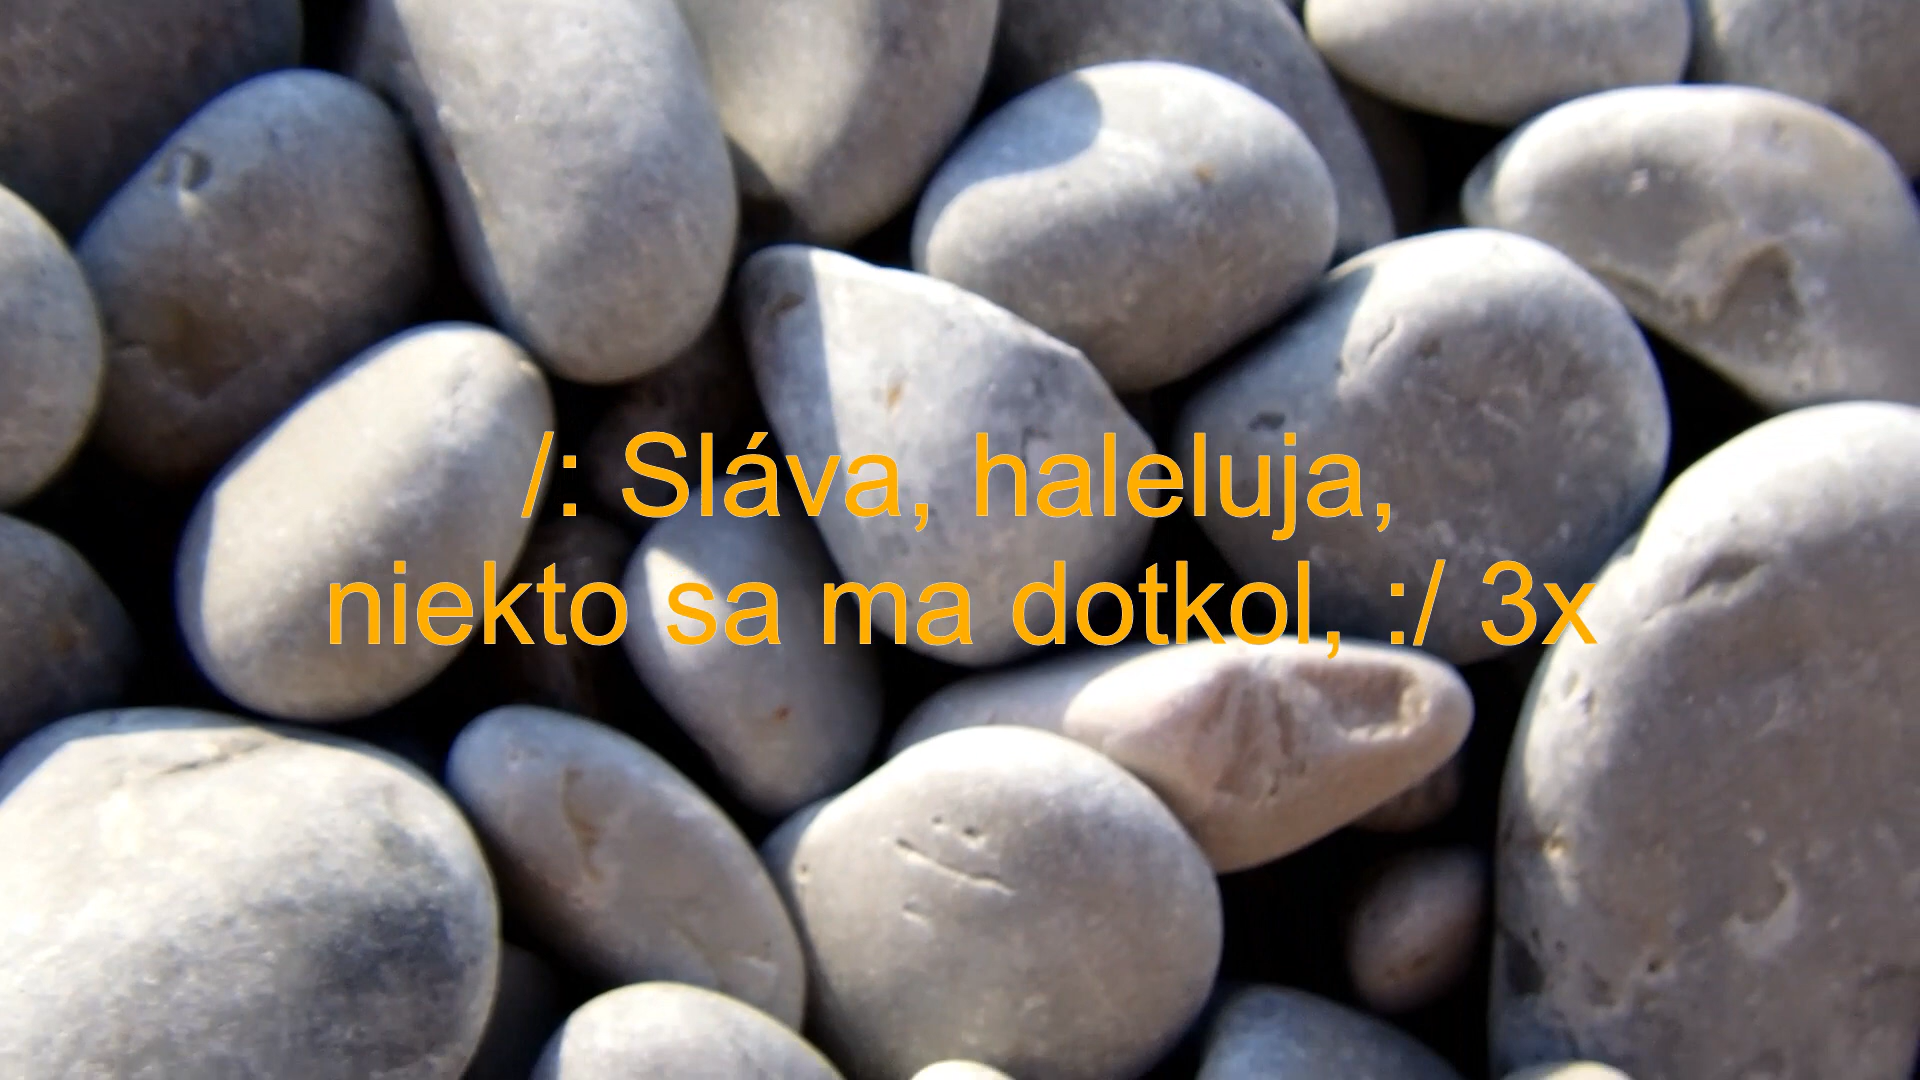 /: Sláva, haleluja,
niekto sa ma dotkol, :/ 3x